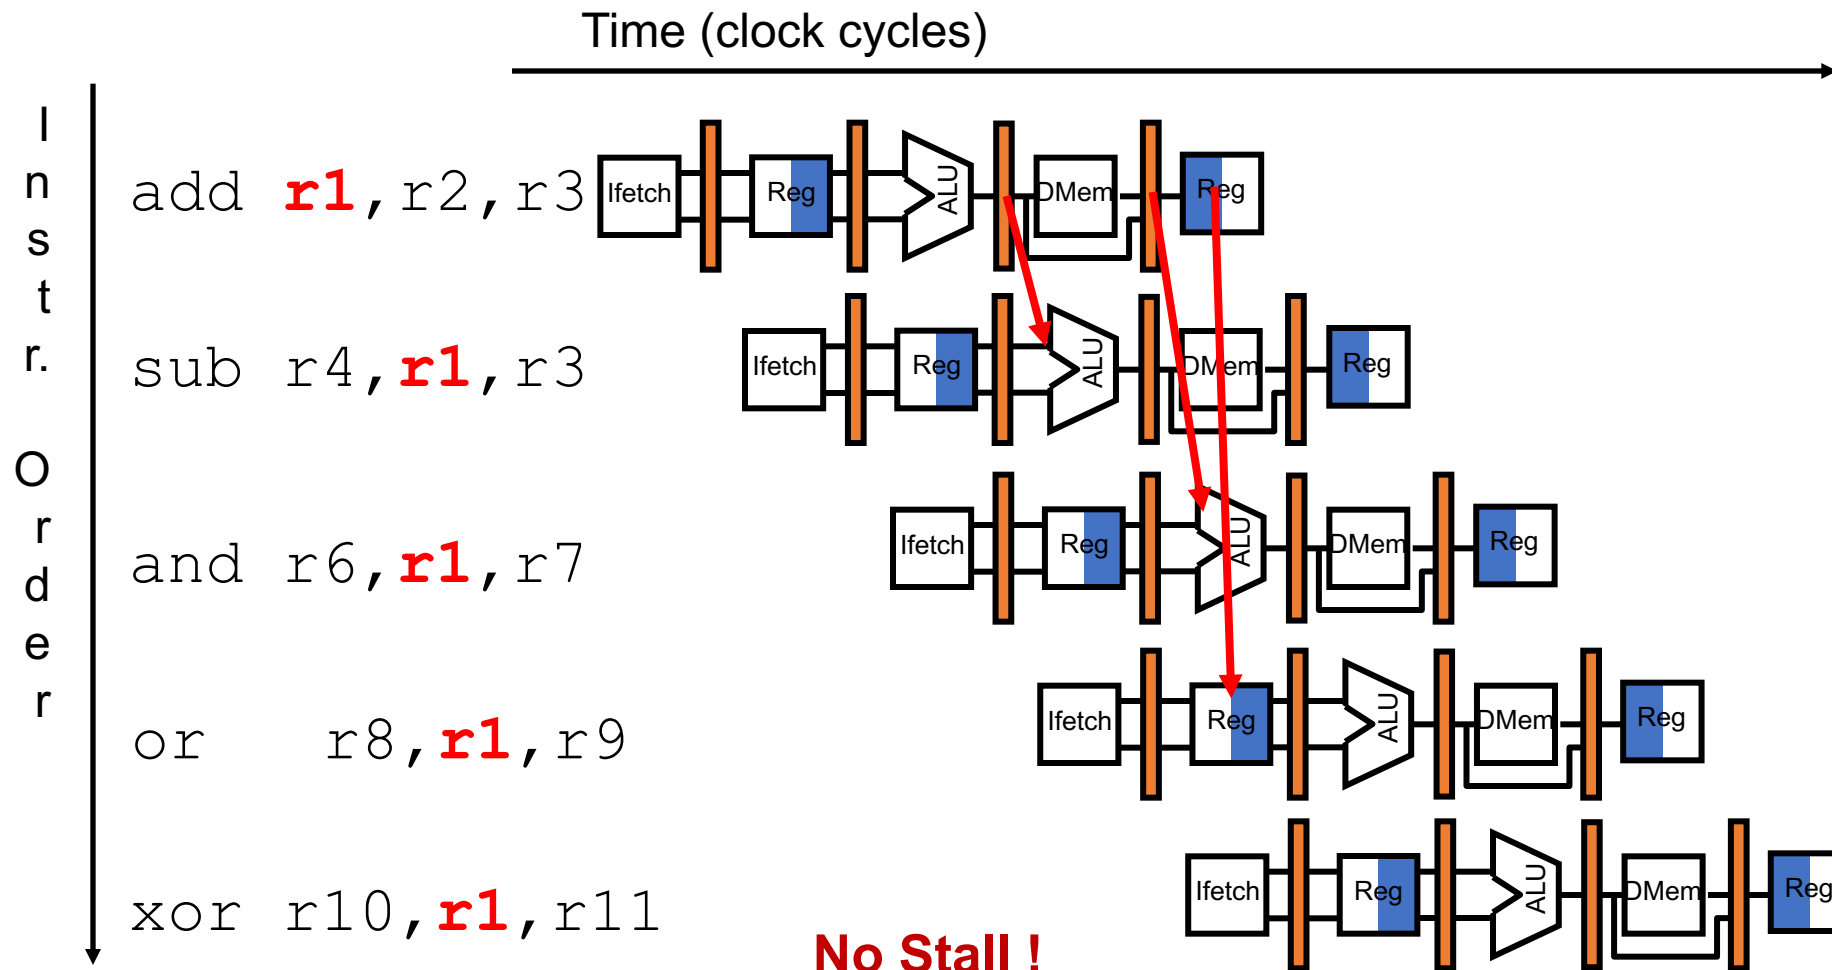 Time (clock cycles)
Instr. Order
add r1,r2,r3
Ifetch Reg ALU DMem Reg
sub r4,r1,r3
Ifetch Reg ALU DMem Reg
and r6,r1,r7
Ifetch Reg ALU DMem Reg
or r8,r1,r9
Ifetch Reg ALU DMem Reg
xor r10,r1,r11
Ifetch Reg ALU DMem Reg
No Stall !